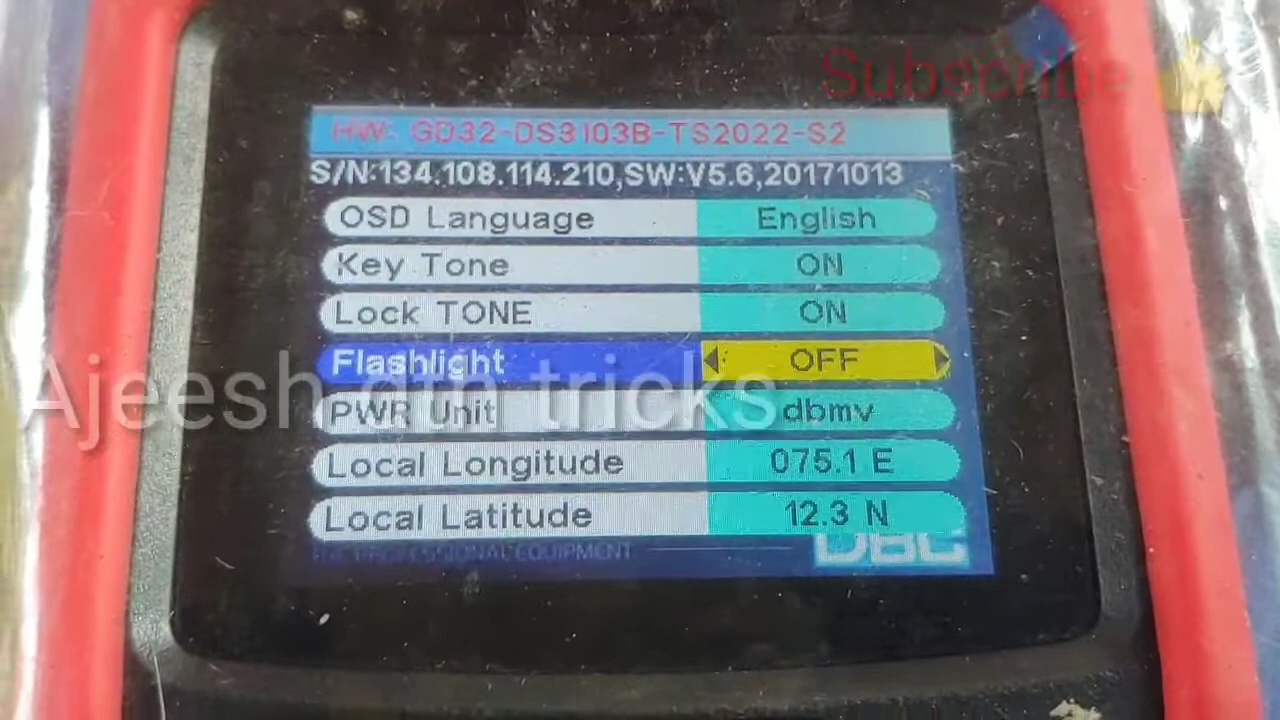 Subscribe
HW: GD32-DS3103B-TS2022-S2
S/N:134.108.114.210,SW:V5.6,20171013
OSD Language English
Key Tone ON
Lock TONE ON
Flashlight OFF
Ajeesh dth tricks
PWR Unit dbmv
Local Longitude 075.1 E
Local Latitude 12.3 N
PROFESSIONAL EQUIPMENT